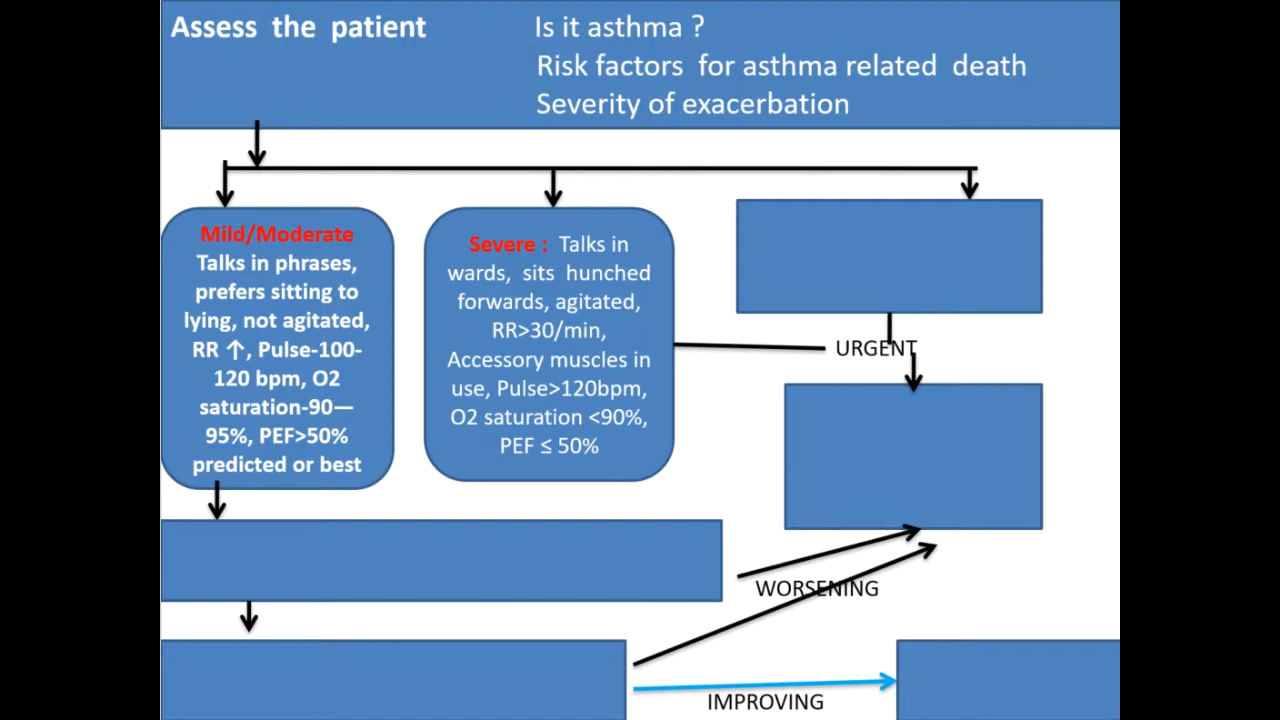 Assess the patient
Is it asthma ?
Risk factors for asthma related death
Severity of exacerbation
Mild/Moderate
Talks in phrases,
prefers sitting to
lying, not agitated,
RR ↑, Pulse-100-
120 bpm, O2
saturation-90—
95%, PEF>50%
predicted or best
Severe : Talks in
wards, sits hunched
forwards, agitated,
RR>30/min,
Accessory muscles in
use, Pulse>120bpm,
O2 saturation <90%,
PEF ≤ 50%
URGENT
WORSENING
IMPROVING